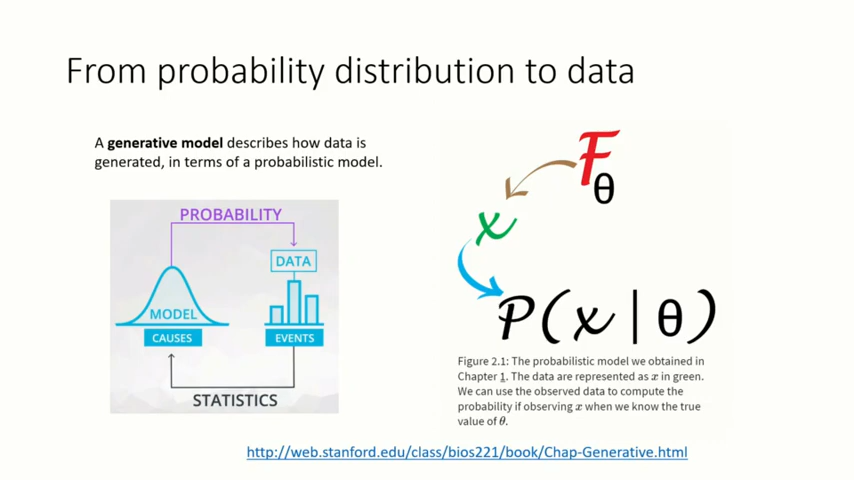 From probability distribution to data
A generative model describes how data is
generated, in terms of a probabilistic model.
PROBABILITY
DATA
MODEL
CAUSES
EVENTS
STATISTICS
F
θ
x
P(x|θ)
Figure 2.1: The probabilistic model we obtained in
Chapter 1. The data are represented as x in green.
We can use the observed data to compute the
probability if observing x when we know the true
value of θ.
http://web.stanford.edu/class/bios221/book/Chap-Generative.html